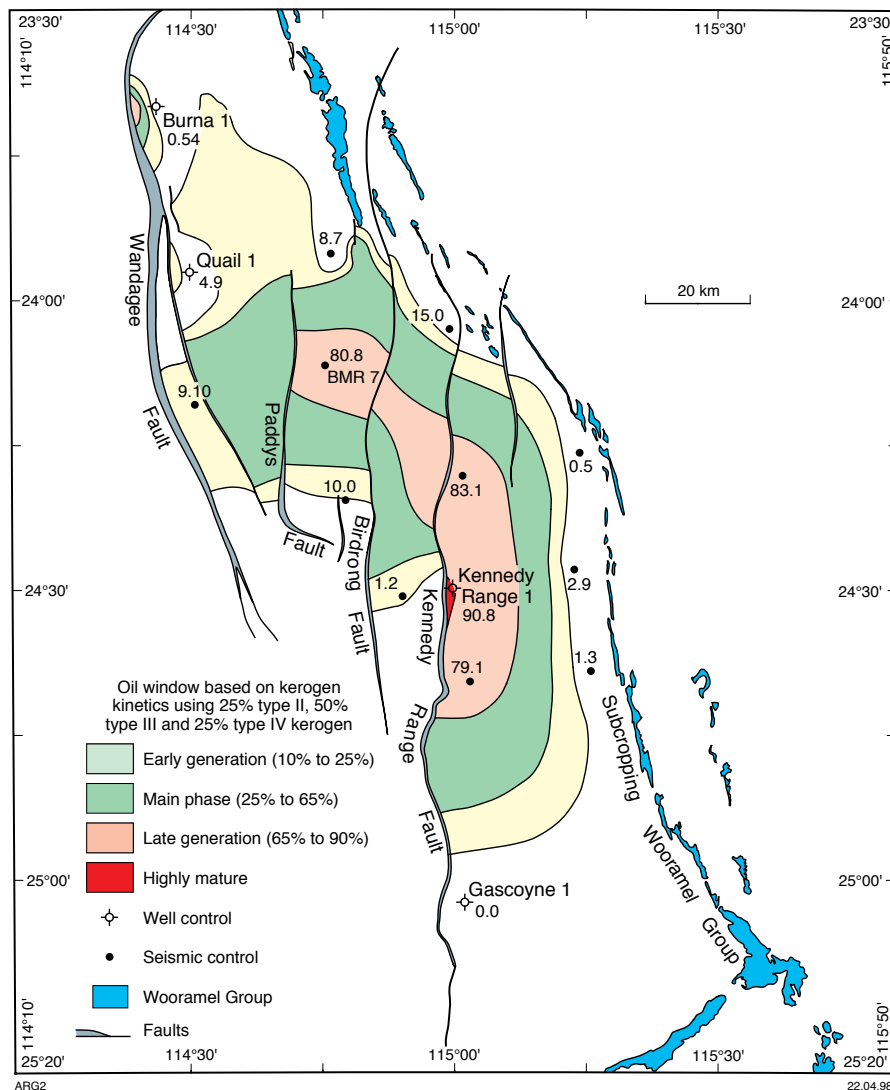 23°30'
114°30'
115°00'
115°30'
23°30'
114°10'
115°50'
Burna 1
0.54
Wandagee
Fault
Quail 1
4.9
8.7
24°00'
24°00'
20 km
15.0
80.8
BMR 7
9.10
Paddys
Fault
10.0
Birdrong
Fault
83.1
0.5
24°30'
24°30'
1.2
Kennedy
Range
Fault
Kennedy
Range 1
90.8
2.9
79.1
1.3
Subcropping
Wooramel
Group
Oil window based on kerogen
kinetics using 25% type II, 50%
type III and 25% type IV kerogen
Early generation (10% to 25%)
Main phase (25% to 65%)
Late generation (65% to 90%)
Highly mature
Well control
Seismic control
Wooramel Group
Faults
25°00'
25°00'
Gascoyne 1
0.0
114°10'
115°50'
25°20'
114°30'
115°00'
115°30'
25°20'
ARG2
22.04.98